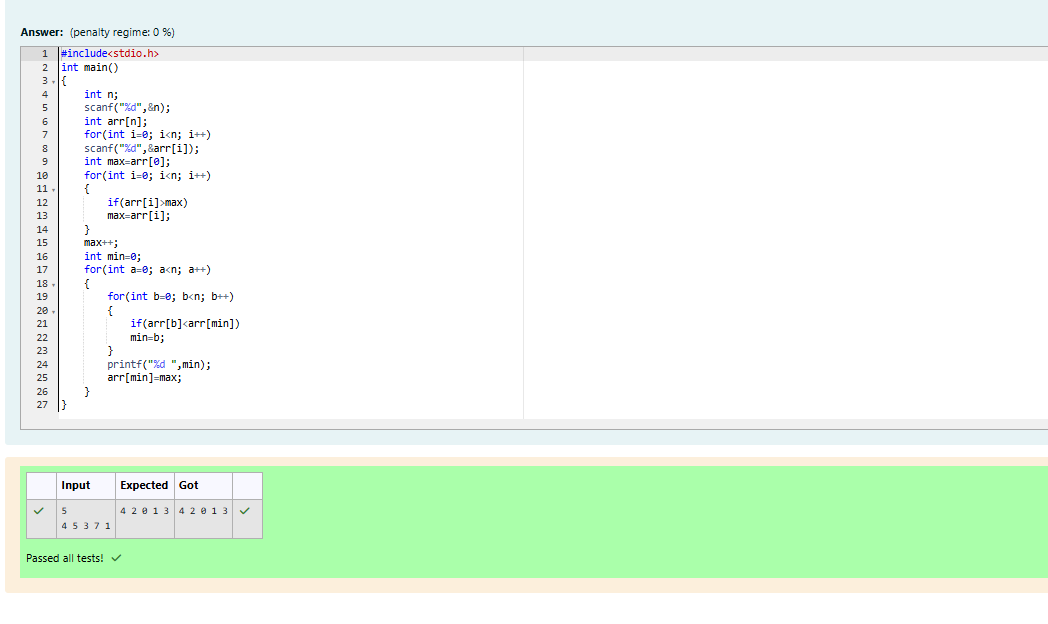 Answer: (penalty regime: 0 %)
1 #include<stdio.h>
2 int main()
3 {
4 int n;
5 scanf("%d",&n);
6 int arr[n];
7 for(int i=0; i<n; i++)
8 scanf("%d",&arr[i]);
9 int max=arr[0];
10 for(int i=0; i<n; i++)
11 {
12 if(arr[i]>max)
13 max=arr[i];
14 }
15 max++;
16 int min=0;
17 for(int a=0; a<n; a++)
18 {
19 for(int b=0; b<n; b++)
20 {
21 if(arr[b]<arr[min])
22 min=b;
23 }
24 printf("%d ",min);
25 arr[min]=max;
26 }
27 }
Input Expected Got
5 4 2 0 1 3 4 2 0 1 3
4 5 3 7 1
Passed all tests!